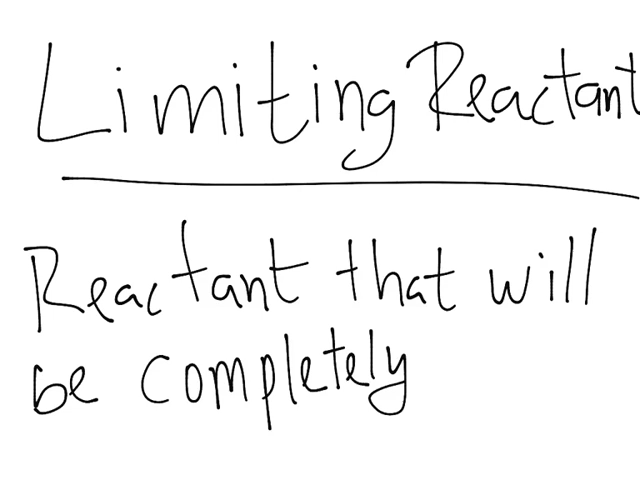 Limiting Reactant
Reactant that will
be completely